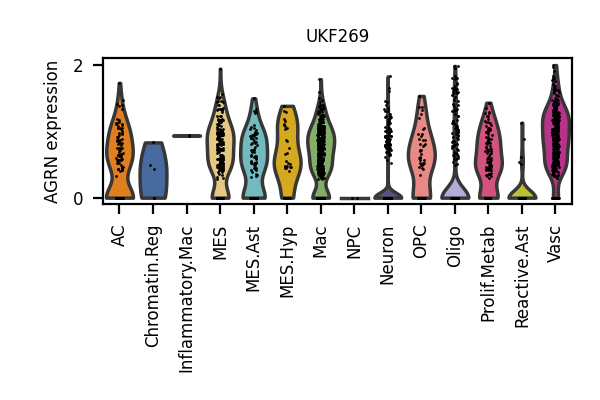 UKF269
AGRN expression
2
0
AC
Chromatin.Reg
Inflammatory.Mac
MES
MES.Ast
MES.Hyp
Mac
NPC
Neuron
OPC
Oligo
Prolif.Metab
Reactive.Ast
Vasc